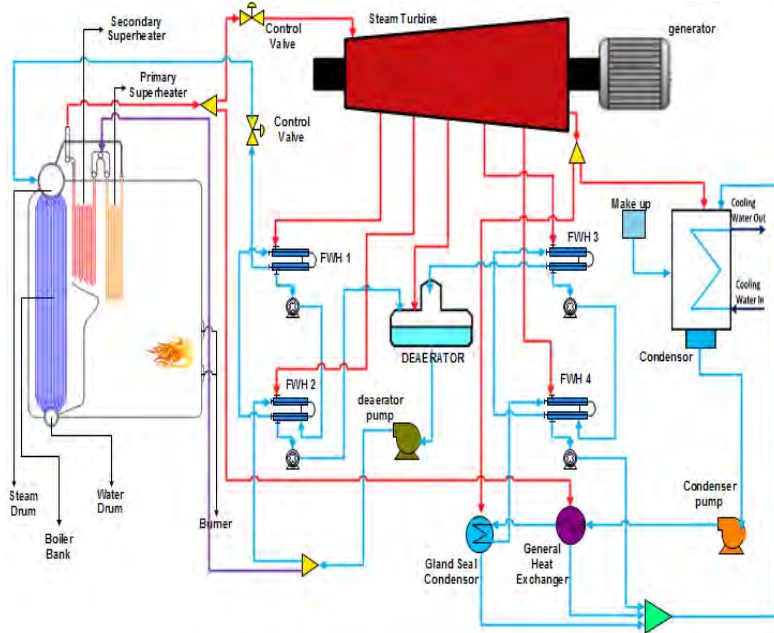 Secondary
Superheater
Control
Valve
Steam Turbine
generator
Primary
Superheater
Control
Valve
Make up
Cooling
Water Out
FWH 1
FWH 3
Cooling
Water In
DEAERATOR
Condensor
FWH 2
deaerator
pump
FWH 4
Steam
Drum
Water
Drum
Burner
Condenser
pump
Boiler
Bank
Gland Seal
Condensor
General
Heat
Exchanger